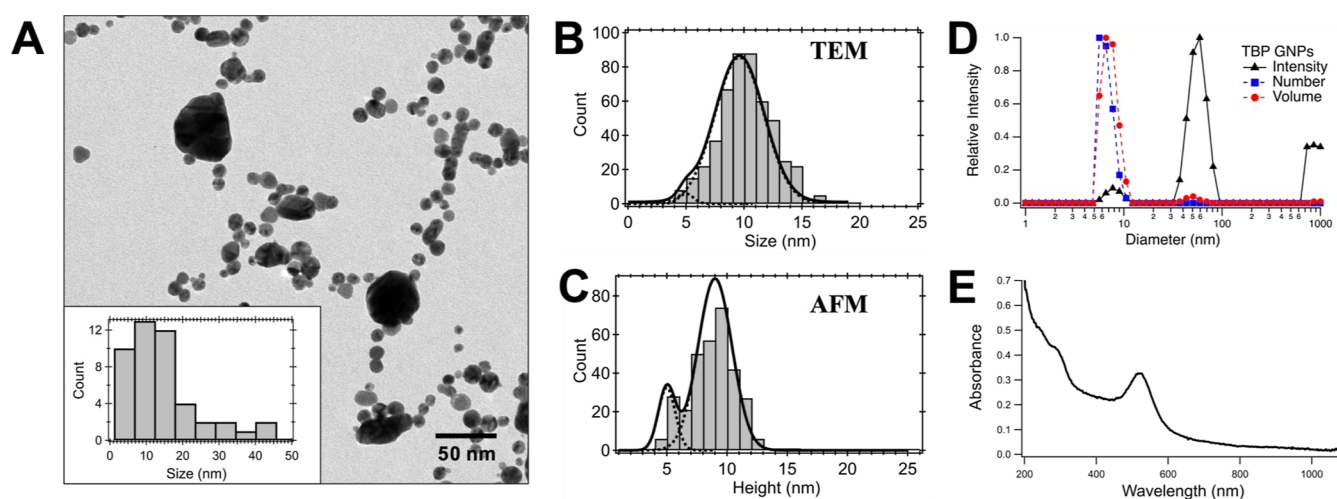 A
50 nm
Count
12
8
4
0
0 10 20 30 40 50
Size (nm)
B
TEM
Count
100
80
60
40
20
0
0 5 10 15 20 25
Size (nm)
C
AFM
Count
80
60
40
20
0
5 10 15 20 25
Height (nm)
D
TBP GNPs
Intensity
Number
Volume
Relative Intensity
1.0
0.8
0.6
0.4
0.2
0.0
1 2 3 4 5 6 10 2 3 4 5 6 100 2 3 4 5 6 1000
Diameter (nm)
E
Absorbance
0.7
0.6
0.5
0.4
0.3
0.2
0.1
0.0
200 400 600 800 1000
Wavelength (nm)